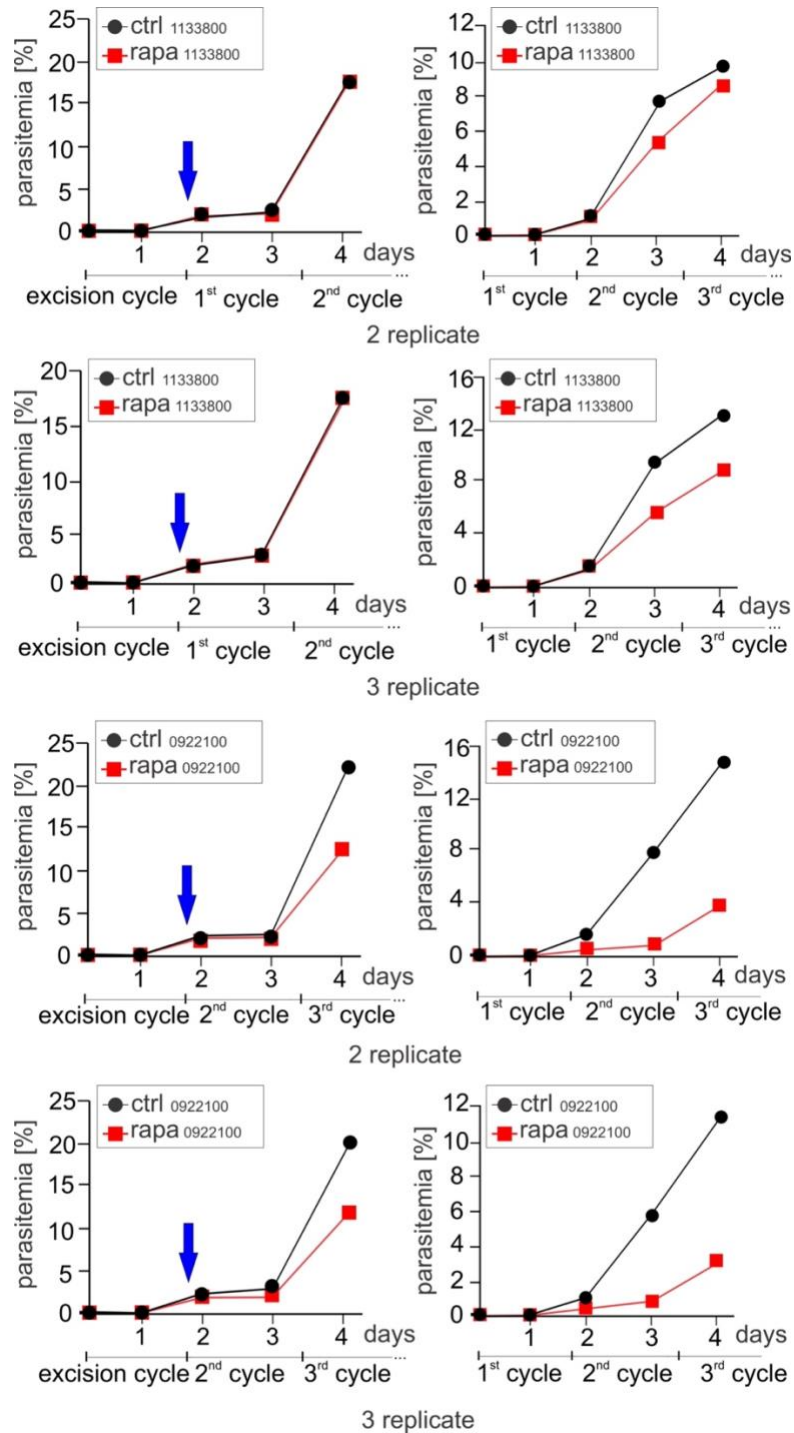 ctrl 1133800
rapa 1133800
parasitemia [%]
25
20
15
10
5
0
1 2 3 4 days
...
excision cycle 1st cycle 2nd cycle
ctrl 1133800
rapa 1133800
parasitemia [%]
12
10
8
6
4
2
0
1 2 3 4 days
...
1st cycle 2nd cycle 3rd cycle
2 replicate
ctrl 1133800
rapa 1133800
parasitemia [%]
20
15
10
5
0
1 2 3 4 days
...
excision cycle 1st cycle 2nd cycle
ctrl 1133800
rapa 1133800
parasitemia [%]
16
12
8
4
0
1 2 3 4 days
...
1st cycle 2nd cycle 3rd cycle
3 replicate
ctrl 0922100
rapa 0922100
parasitemia [%]
25
20
15
10
5
0
1 2 3 4 days
...
excision cycle 2nd cycle 3rd cycle
ctrl 0922100
rapa 0922100
parasitemia [%]
16
12
8
4
0
1 2 3 4 days
...
1st cycle 2nd cycle 3rd cycle
2 replicate
ctrl 0922100
rapa 0922100
parasitemia [%]
25
20
15
10
5
0
1 2 3 4 days
...
excision cycle 2nd cycle 3rd cycle
ctrl 0922100
rapa 0922100
parasitemia [%]
12
10
8
6
4
2
0
1 2 3 4 days
...
1st cycle 2nd cycle 3rd cycle
3 replicate